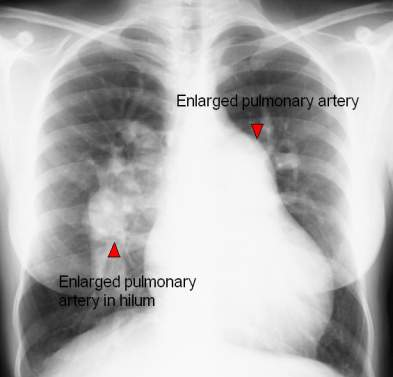 Enlarged pulmonary artery
Enlarged pulmonary
artery in hilum